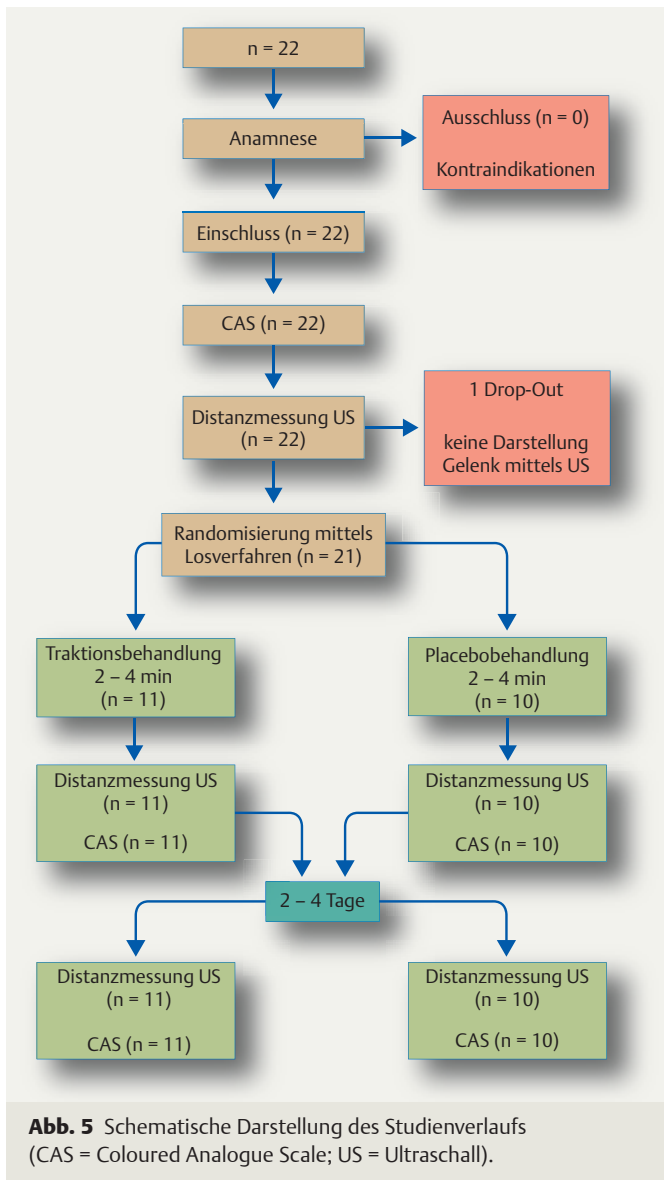 n = 22
Anamnese
Ausschluss (n = 0)
Kontraindikationen
Einschluss (n = 22)
CAS (n = 22)
Distanzmessung US
(n = 22)
1 Drop-Out
keine Darstellung
Gelenk mittels US
Randomisierung mittels
Losverfahren (n = 21)
Traktionsbehandlung
2 – 4 min
(n = 11)
Placebobehandlung
2 – 4 min
(n = 10)
Distanzmessung US
(n = 11)
CAS (n = 11)
Distanzmessung US
(n = 10)
CAS (n = 10)
2 – 4 Tage
Distanzmessung US
(n = 11)
CAS (n = 11)
Distanzmessung US
(n = 10)
CAS (n = 10)
Abb. 5 Schematische Darstellung des Studienverlaufs
(CAS = Coloured Analogue Scale; US = Ultraschall).